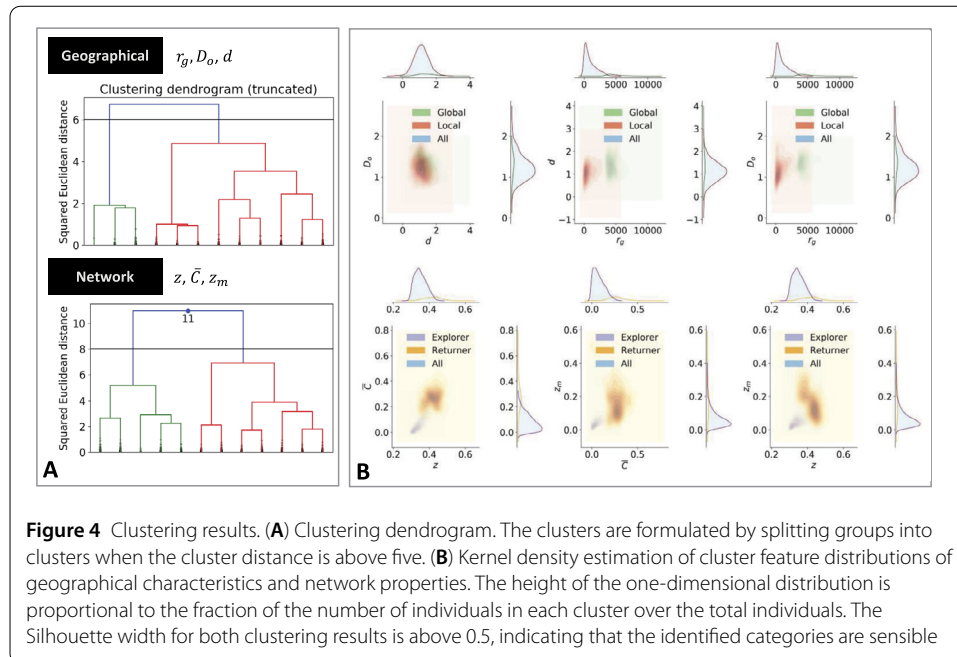 Geographical
r_g, D_o, d
Clustering dendrogram (truncated)
Squared Euclidean distance
6
4
2
0
Network
z, C̄, z_m
Squared Euclidean distance
10
8
6
4
2
0
11
A
B
0 2 4
0 5000 10000
0 5000 10000
Global
Local
All
D_o
2
1
0
0 2
d
2
1
0
Global
Local
All
d
4
3
2
1
0
−1
0 5000 10000
r_g
4
3
2
1
0
−1
Global
Local
All
D_o
2
1
0
0 5000 10000
r_g
2
1
0
0.2 0.4 0.6
0.0 0.5
0.2 0.4 0.6
Explorer
Returner
All
C̄
0.8
0.6
0.4
0.2
0.0
0.2 0.4 0.6
z
0.8
0.6
0.4
0.2
0.0
Explorer
Returner
All
z_m
0.6
0.4
0.2
0.0
0.0 0.5
C̄
0.6
0.4
0.2
0.0
Explorer
Returner
All
z_m
0.6
0.4
0.2
0.0
0.2 0.4 0.6
z
0.6
0.4
0.2
0.0
Figure 4 Clustering results. (A) Clustering dendrogram. The clusters are formulated by splitting groups into
clusters when the cluster distance is above five. (B) Kernel density estimation of cluster feature distributions of
geographical characteristics and network properties. The height of the one-dimensional distribution is
proportional to the fraction of the number of individuals in each cluster over the total individuals. The
Silhouette width for both clustering results is above 0.5, indicating that the identified categories are sensible